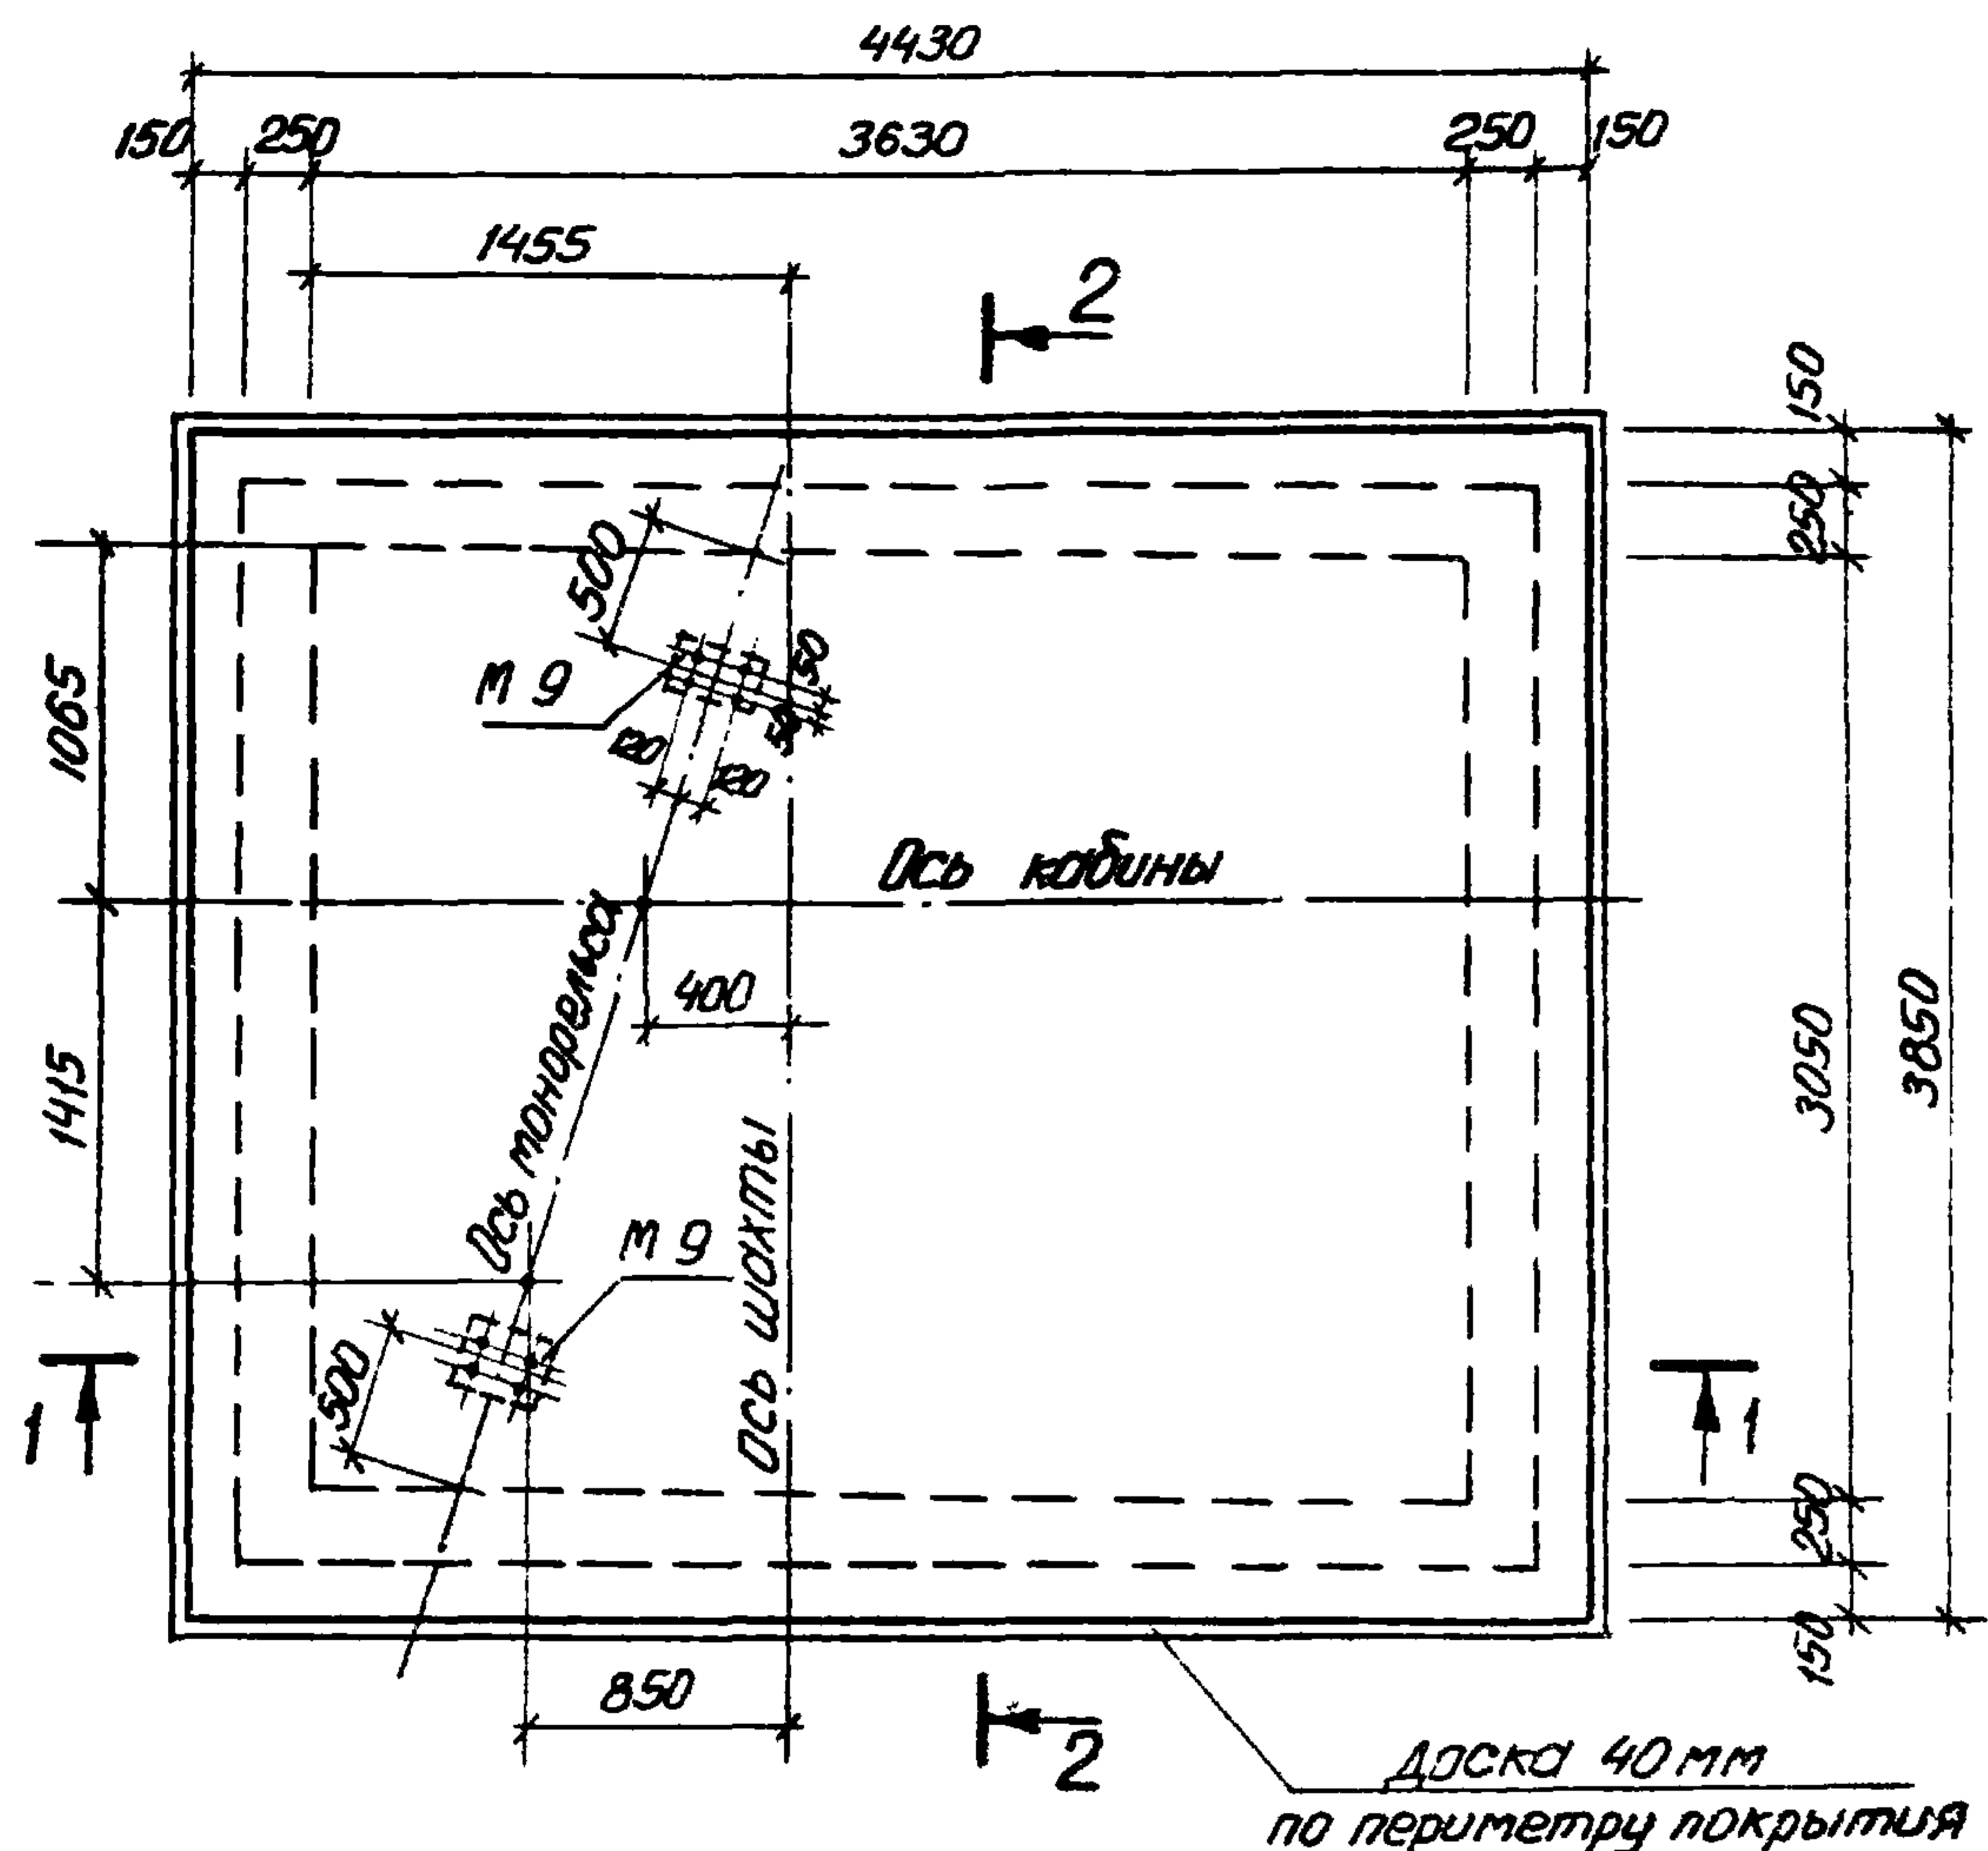 4430
150 250 3630 250 150
1455
2
150
250
500
50
М 9
50
120
120
1065
Ось кабины
400
Ось монорельса
3050
3850
1415
М 9
Ось шахты
500
1
1
250
150
850
2
Доска 40 мм
по периметру покрытия